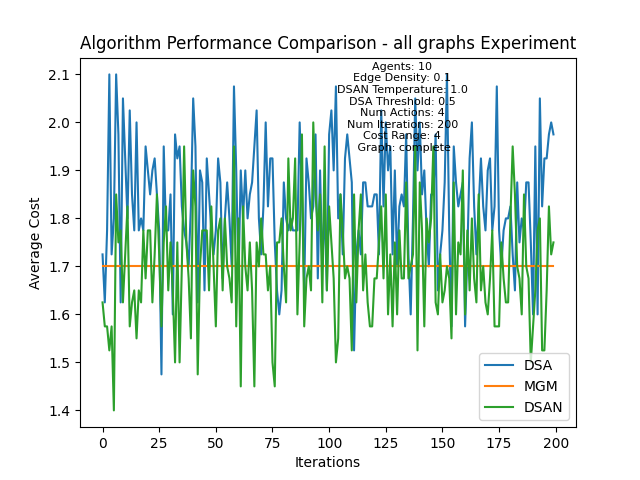 Algorithm Performance Comparison - all graphs Experiment
Agents: 10
Edge Density: 0.1
DSAN Temperature: 1.0
DSA Threshold: 0.5
Num Actions: 4
Num Iterations: 200
Cost Range: 4
Graph: complete
Average Cost
2.1
2.0
1.9
1.8
1.7
1.6
1.5
1.4
0 25 50 75 100 125 150 175 200
Iterations
DSA
MGM
DSAN